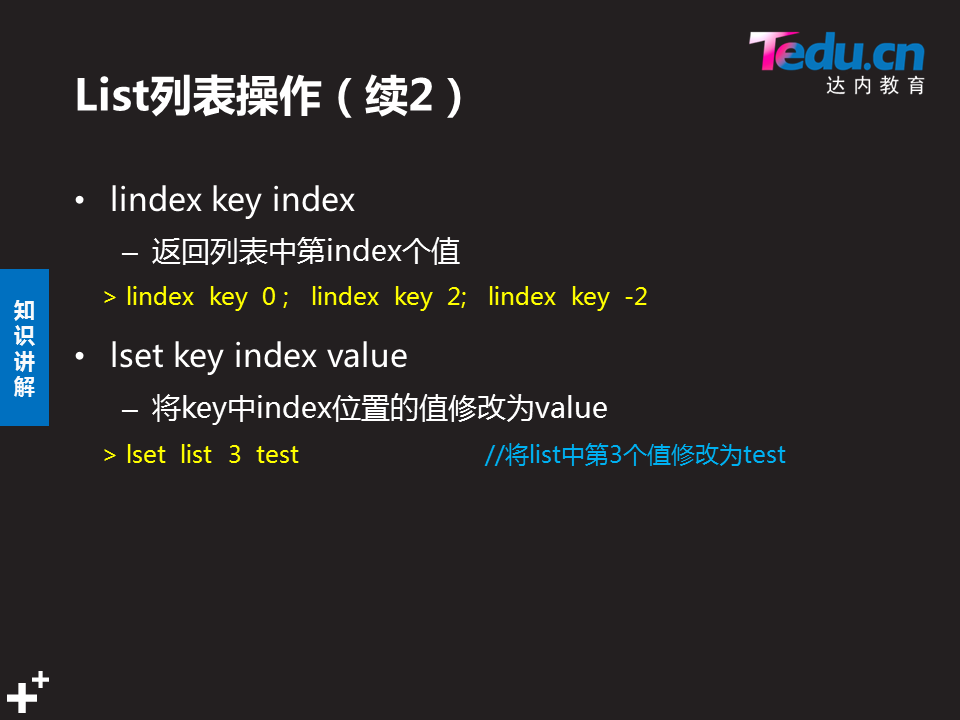 Tedu.cn
达内教育
List列表操作（续2）
• lindex key index
– 返回列表中第index个值
> lindex key 0 ; lindex key 2; lindex key -2
• lset key index value
– 将key中index位置的值修改为value
> lset list 3 test //将list中第3个值修改为test
知识讲解